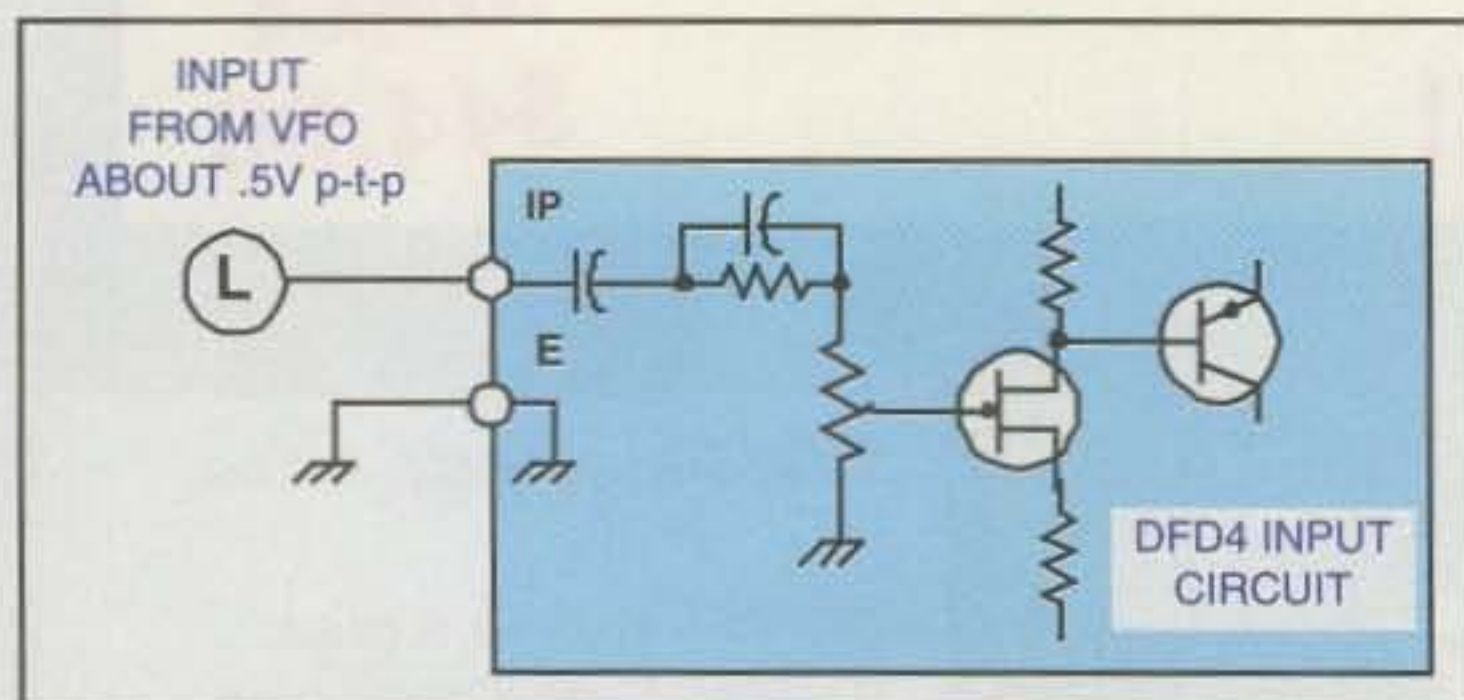 INPUT
FROM VFO
ABOUT .5V p-t-p
IP
L
E
DFD4 INPUT
CIRCUIT